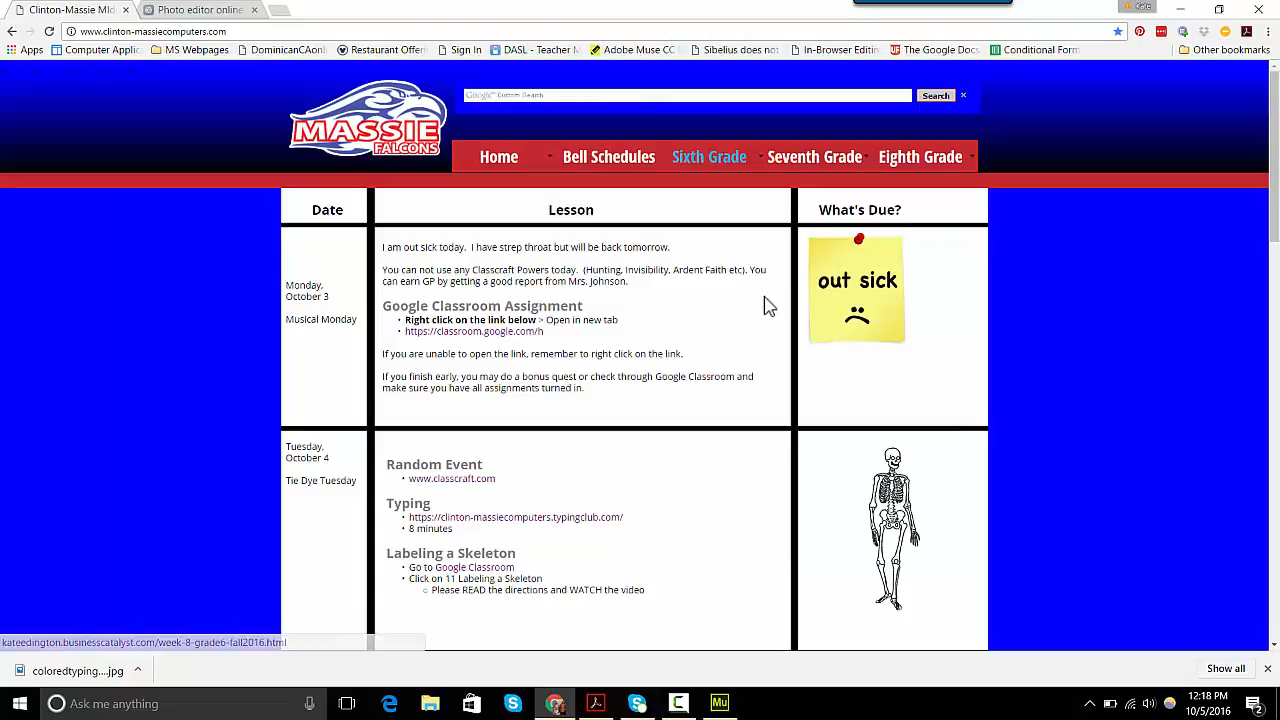 Clinton-Massie Mid
Photo editor online
Kate
www.clinton-massiecomputers.com
Apps
Computer Applic
MS Webpages
DominicanCAonli
Restaurant Offeri
Sign In
DASL - Teacher M
Adobe Muse CC
Sibelius does not
In-Browser Editin
The Google Docs
Conditional Form
Other bookmarks
MASSIE
FALCONS
Google Custom Search
Search
Home
Bell Schedules
Sixth Grade
Seventh Grade
Eighth Grade
Date
Lesson
What's Due?
Monday,
October 3
Musical Monday
I am out sick today. I have strep throat but will be back tomorrow.
You can not use any Classcraft Powers today. (Hunting, Invisibility, Ardent Faith etc). You
can earn GP by getting a good report from Mrs. Johnson.
Google Classroom Assignment
• Right click on the link below > Open in new tab
• https://classroom.google.com/h
If you are unable to open the link, remember to right click on the link.
If you finish early, you may do a bonus quest or check through Google Classroom and
make sure you have all assignments turned in.
out sick
Tuesday,
October 4
Tie Dye Tuesday
Random Event
• www.classcraft.com
Typing
• https://clinton-massiecomputers.typingclub.com/
• 8 minutes
Labeling a Skeleton
• Go to Google Classroom
• Click on 11 Labeling a Skeleton
○ Please READ the directions and WATCH the video
kateedington.businesscatalyst.com/week-8-grade6-fall2016.html
coloredtyping....jpg
Show all
Ask me anything
Mu
12:18 PM
10/5/2016
2